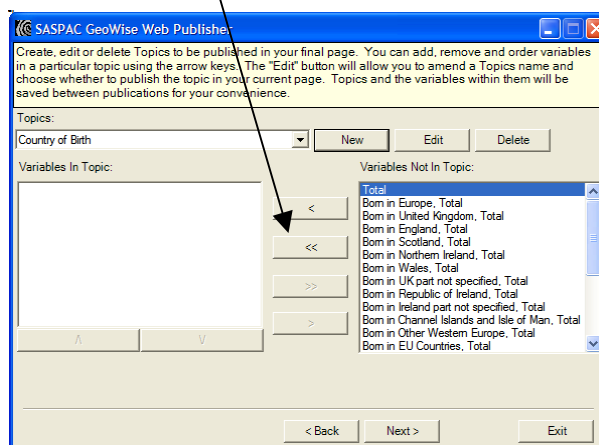 SASPAC GeoWise Web Publisher
Create, edit or delete Topics to be published in your final page. You can add, remove and order variables
in a particular topic using the arrow keys. The "Edit" button will allow you to amend a Topics name and
choose whether to publish the topic in your current page. Topics and the variables within them will be
saved between publications for your convenience.
Topics:
Country of Birth
New
Edit
Delete
Variables In Topic:
Variables Not In Topic:
<
<<
>>
>
Total
Born in Europe, Total
Born in United Kingdom, Total
Born in England, Total
Born in Scotland, Total
Born in Northern Ireland, Total
Born in Wales, Total
Born in UK part not specified, Total
Born in Republic of Ireland, Total
Born in Ireland part not specified, Total
Born in Channel Islands and Isle of Man, Total
Born in Other Western Europe, Total
Born in EU Countries, Total
< Back
Next >
Exit